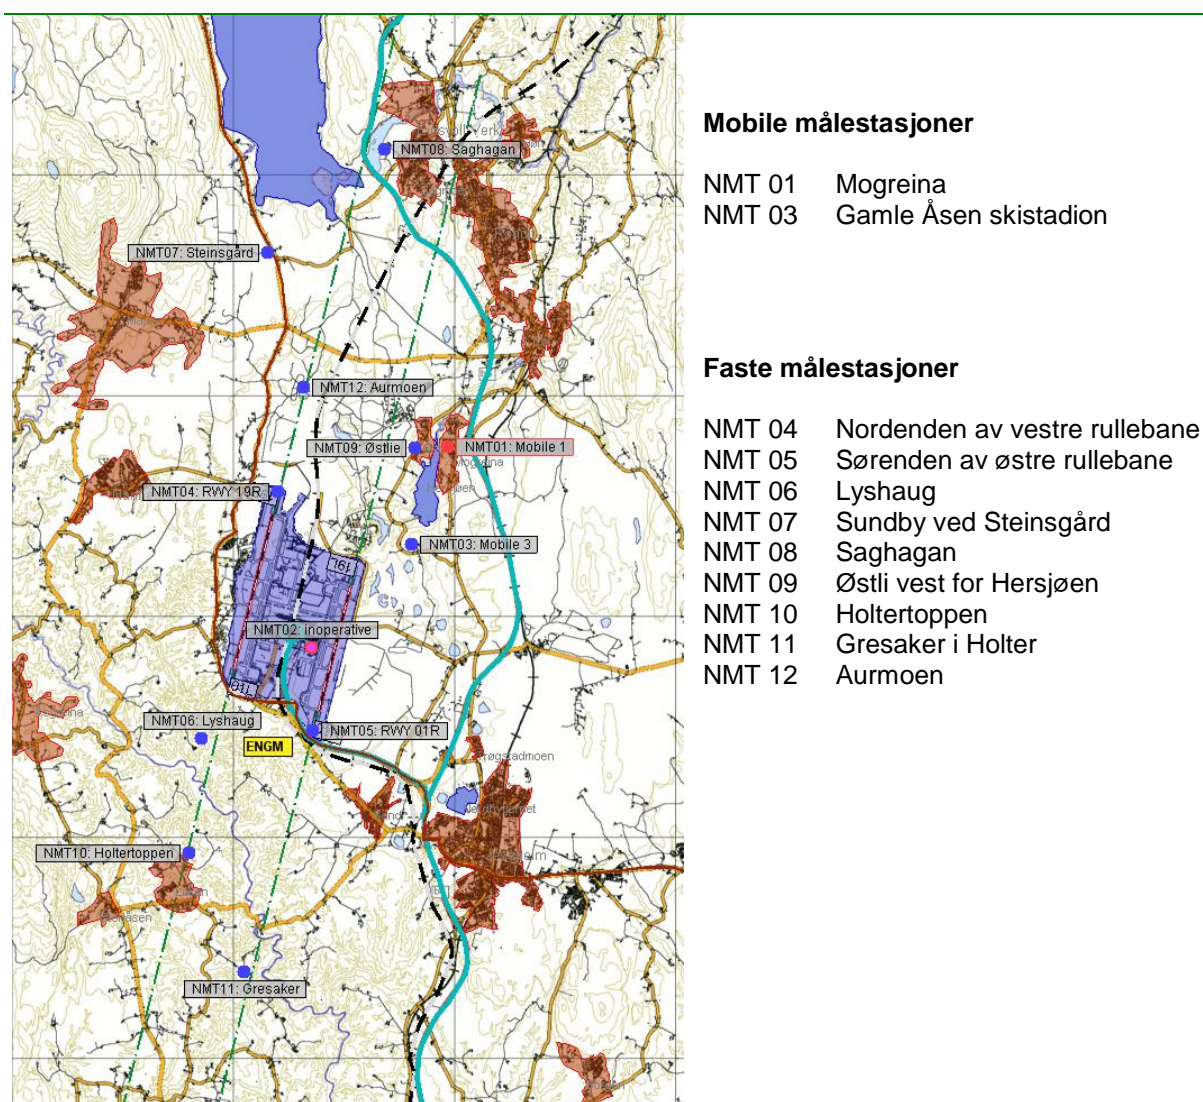 NMT08: Saghagan
NMT07: Steinsgård
NMT12: Aurmoen
NMT09: Østlie
NMT01: Mobile 1
Mogreina
NMT04: RWY 19R
NMT03: Mobile 3
19L
NMT02: inoperative
NMT06: Lyshaug
NMT05: RWY 01R
ENGM
NMT10: Holtertoppen
NMT11: Gresaker
Mobile målestasjoner
NMT 01 Mogreina
NMT 03 Gamle Åsen skistadion
Faste målestasjoner
NMT 04 Nordenden av vestre rullebane
NMT 05 Sørenden av østre rullebane
NMT 06 Lyshaug
NMT 07 Sundby ved Steinsgård
NMT 08 Saghagan
NMT 09 Østli vest for Hersjøen
NMT 10 Holtertoppen
NMT 11 Gresaker i Holter
NMT 12 Aurmoen